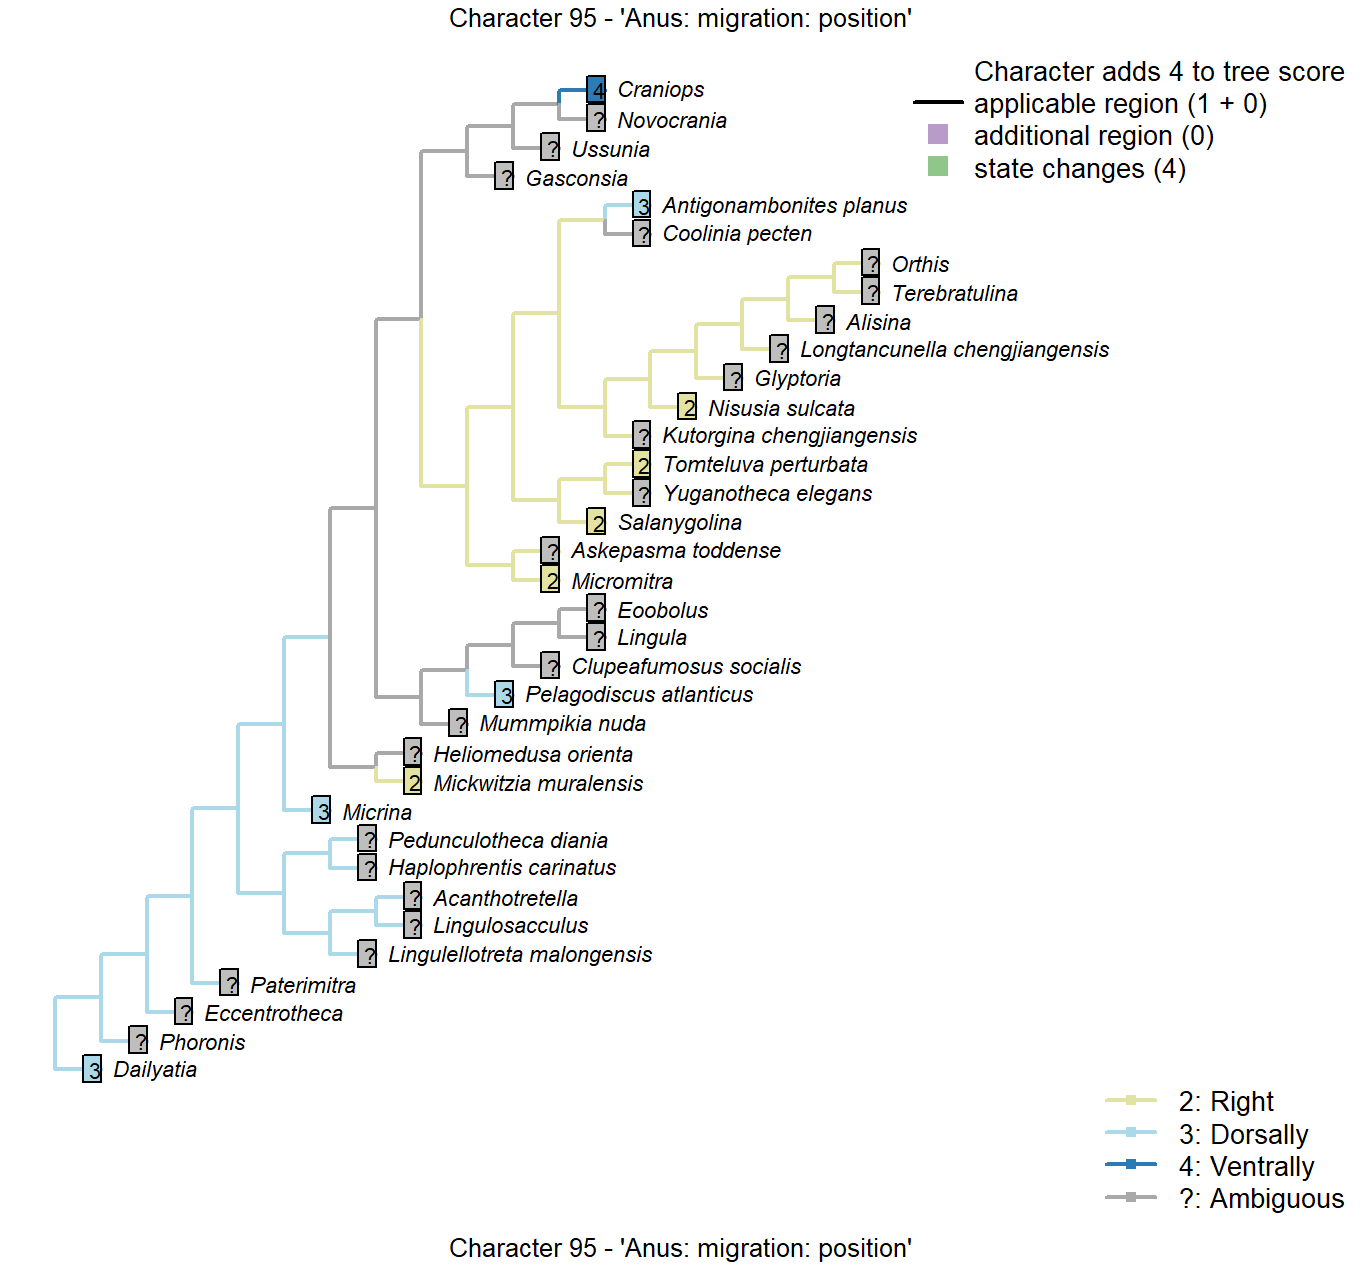 Character 95 - 'Anus: migration: position'
Character adds 4 to tree score
applicable region (1 + 0)
additional region (0)
state changes (4)
4 Craniops
? Novocrania
? Ussunia
? Gasconsia
3 Antigonambonites planus
? Coolinia pecten
? Orthis
? Terebratulina
? Alisina
? Longtancunella chengjiangensis
? Glyptoria
2 Nisusia sulcata
? Kutorgina chengjiangensis
2 Tomteluva perturbata
? Yuganotheca elegans
2 Salanygolina
? Askepasma toddense
2 Micromitra
? Eoobolus
? Lingula
? Clupeafumosus socialis
3 Pelagodiscus atlanticus
? Mummpikia nuda
? Heliomedusa orienta
2 Mickwitzia muralensis
3 Micrina
? Pedunculotheca diania
? Haplophrentis carinatus
? Acanthotretella
? Lingulosacculus
? Lingulellotreta malongensis
? Paterimitra
? Eccentrotheca
? Phoronis
3 Dailyatia
2: Right
3: Dorsally
4: Ventrally
?: Ambiguous
Character 95 - 'Anus: migration: position'